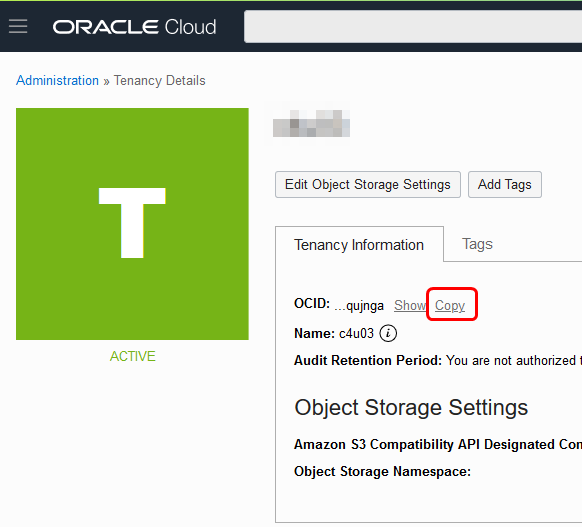 ORACLE Cloud
Administration » Tenancy Details
T
ACTIVE
Edit Object Storage Settings Add Tags
Tenancy Information Tags
OCID: ...qujnga Show Copy
Name: c4u03 i
Audit Retention Period: You are not authorized t
Object Storage Settings
Amazon S3 Compatibility API Designated Con
Object Storage Namespace: